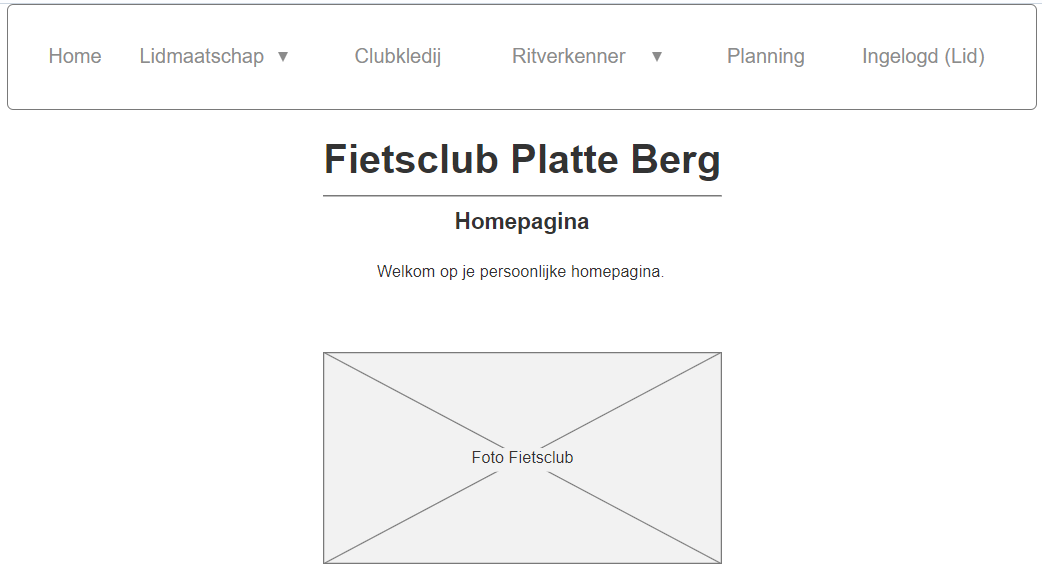 Home Lidmaatschap ▼ Clubkledij Ritverkenner ▼ Planning Ingelogd (Lid)
Fietsclub Platte Berg
Homepagina
Welkom op je persoonlijke homepagina.
Foto Fietsclub